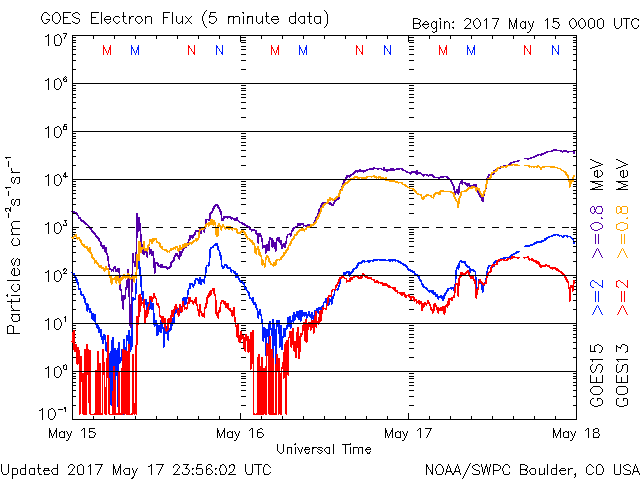 GOES Electron Flux (5 minute data)
Begin: 2017 May 15 0000 UTC
M M N N M M N N M M N N
10⁷
10⁶
10⁵
10⁴
10³
10²
10¹
10⁰
10⁻¹
Particles cm⁻²s⁻¹sr⁻¹
>=0.8 MeV
>=2
GOES15
>=0.8 MeV
>=2
GOES13
May 15 May 16 May 17 May 18
Universal Time
Updated 2017 May 17 23:56:02 UTC
NOAA/SWPC Boulder, CO USA